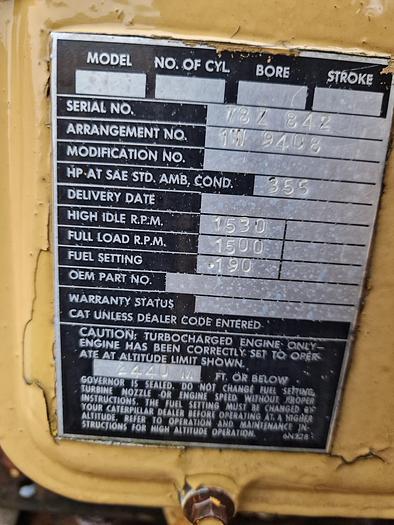 MODEL NO. OF CYL. BORE STROKE
SERIAL NO. 78Z 842
ARRANGEMENT NO. 1W 9408
MODIFICATION NO.
HP AT SAE STD. AMB. COND. 355
DELIVERY DATE
HIGH IDLE R.P.M. 1530
FULL LOAD R.P.M. 1500
FUEL SETTING .190
OEM PART NO.
WARRANTY STATUS
CAT UNLESS DEALER CODE ENTERED
CAUTION: TURBOCHARGED ENGINE ONLY—
ENGINE HAS BEEN CORRECTLY SET TO OPER-
ATE AT ALTITUDE LIMIT SHOWN.
2440 M FT. OR BELOW
GOVERNOR IS SEALED. DO NOT CHANGE FUEL SETTING,
TURBINE NOZZLE OR ENGINE SPEED WITHOUT PROPER
INSTRUCTIONS. THE FUEL SETTING MUST BE CHANGED BY
YOUR CATERPILLAR DEALER BEFORE OPERATING AT A HIGHER
ALTITUDE. REFER TO OPERATION AND MAINTENANCE IN-
STRUCTIONS FOR HIGH ALTITUDE OPERATION.